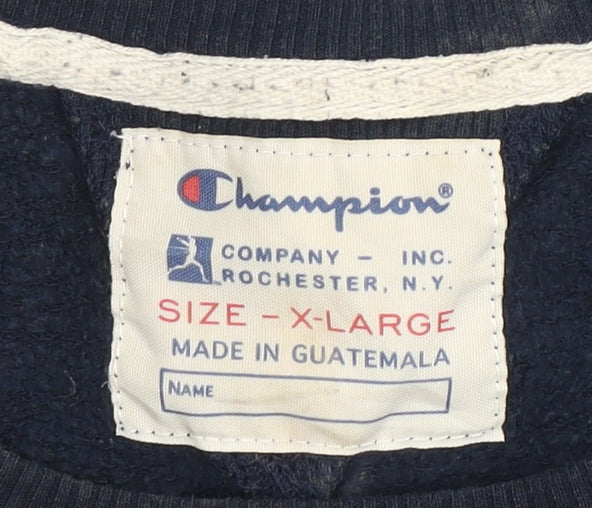 Champion®
COMPANY – INC.
ROCHESTER, N.Y.
SIZE – X-LARGE
MADE IN GUATEMALA
NAME